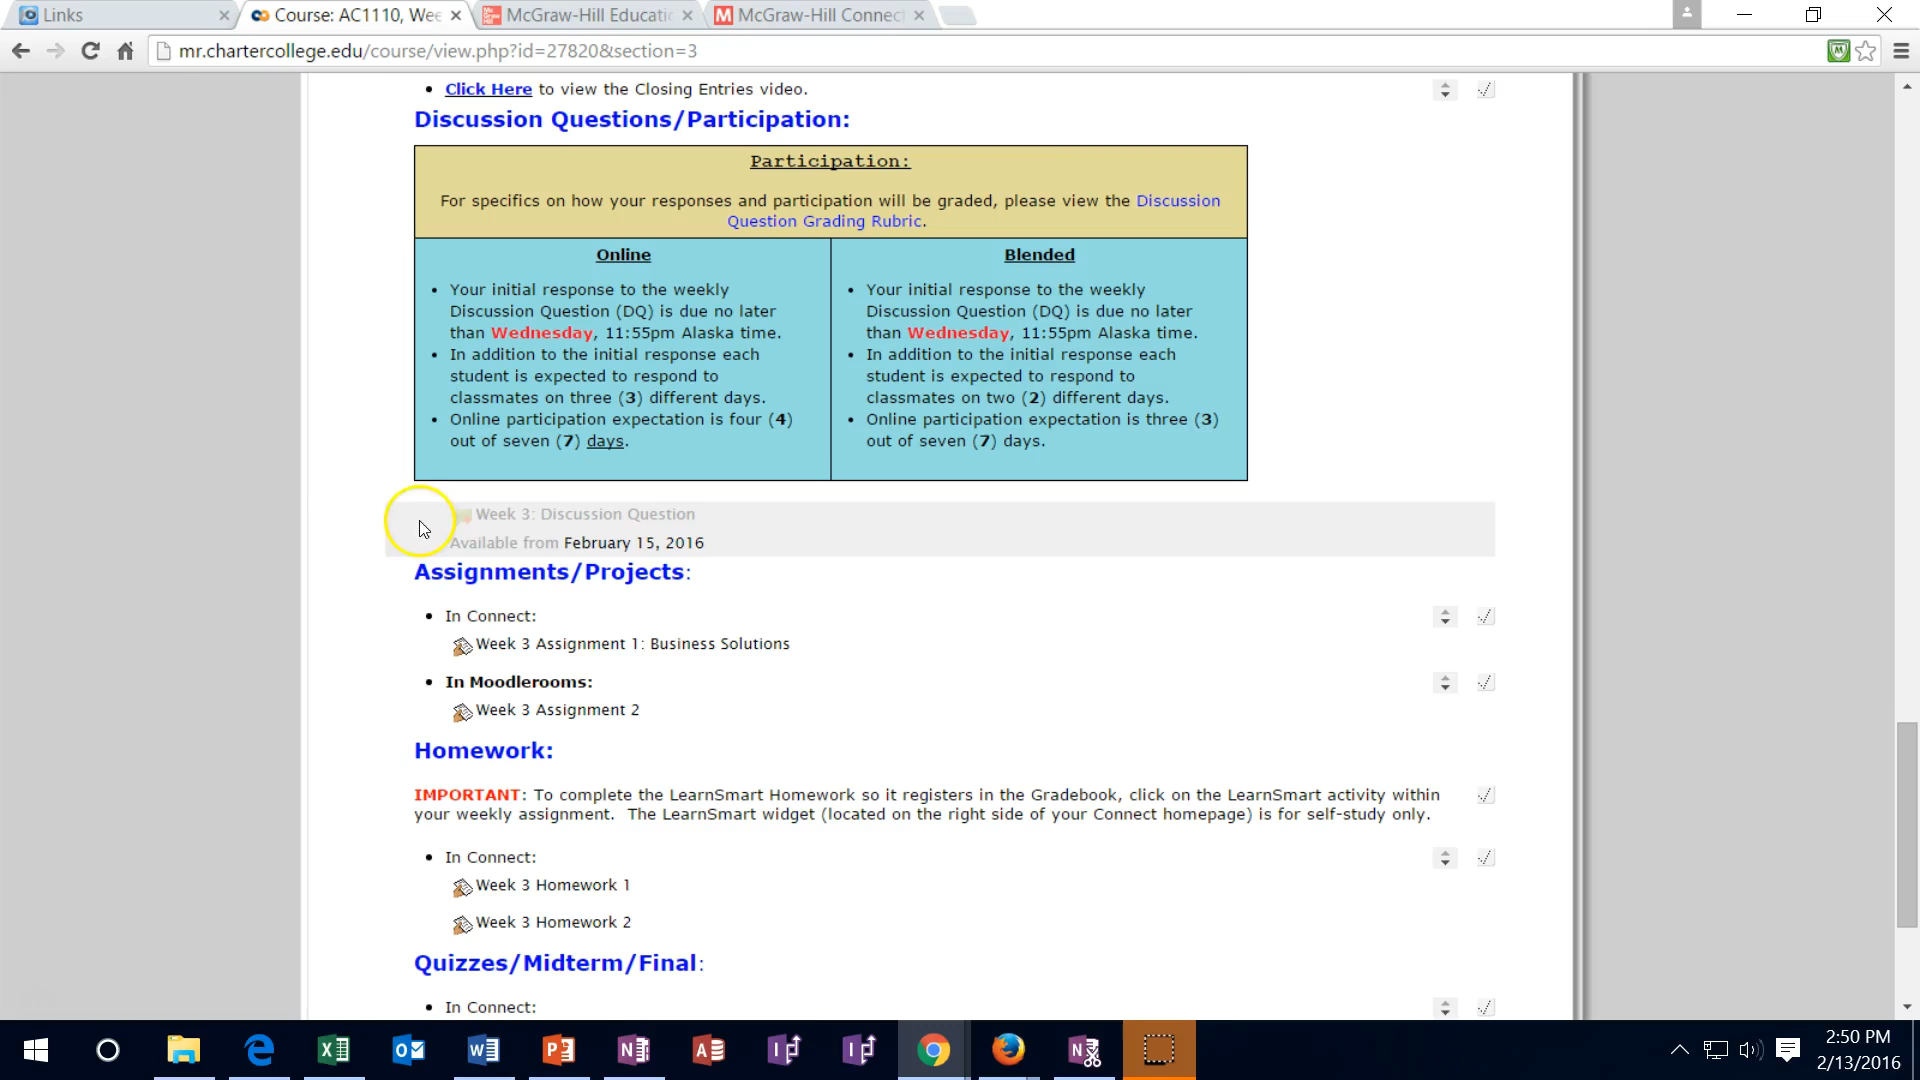 Links
Course: AC1110, Wee
McGraw-Hill Educati
McGraw-Hill Connect
mr.chartercollege.edu/course/view.php?id=27820&section=3
• Click Here to view the Closing Entries video.
Discussion Questions/Participation:
Participation:
For specifics on how your responses and participation will be graded, please view the Discussion
Question Grading Rubric.
Online
• Your initial response to the weekly
Discussion Question (DQ) is due no later
than Wednesday, 11:55pm Alaska time.
• In addition to the initial response each
student is expected to respond to
classmates on three (3) different days.
• Online participation expectation is four (4)
out of seven (7) days.
Blended
• Your initial response to the weekly
Discussion Question (DQ) is due no later
than Wednesday, 11:55pm Alaska time.
• In addition to the initial response each
student is expected to respond to
classmates on two (2) different days.
• Online participation expectation is three (3)
out of seven (7) days.
Week 3: Discussion Question
Available from February 15, 2016
Assignments/Projects:
• In Connect:
Week 3 Assignment 1: Business Solutions
• In Moodlerooms:
Week 3 Assignment 2
Homework:
IMPORTANT: To complete the LearnSmart Homework so it registers in the Gradebook, click on the LearnSmart activity within
your weekly assignment. The LearnSmart widget (located on the right side of your Connect homepage) is for self-study only.
• In Connect:
Week 3 Homework 1
Week 3 Homework 2
Quizzes/Midterm/Final:
• In Connect:
2:50 PM
2/13/2016